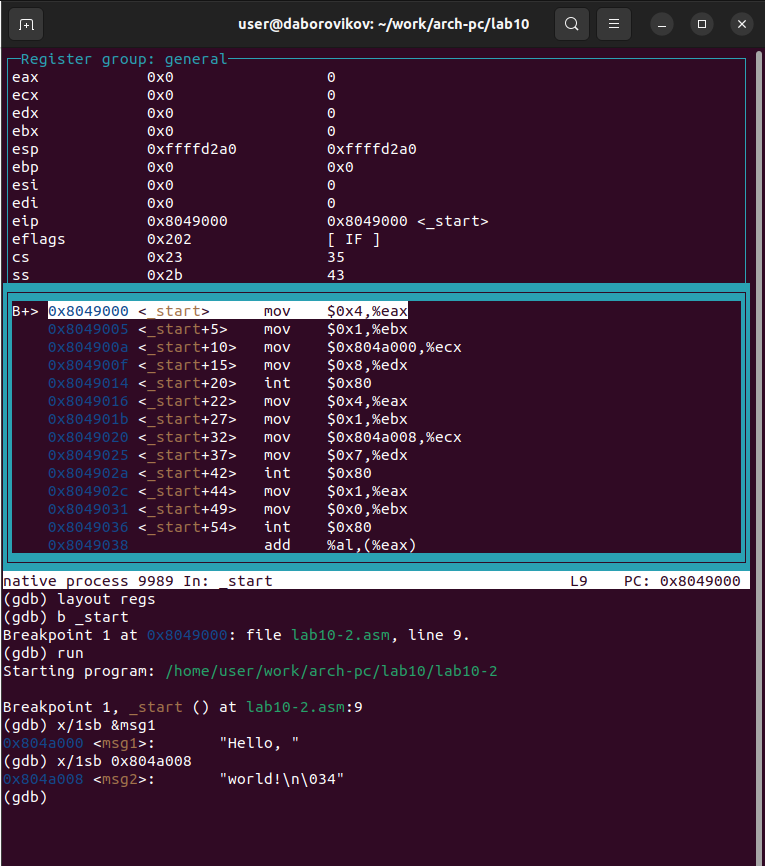 user@daborovikov: ~/work/arch-pc/lab10
Register group: general
eax 0x0 0
ecx 0x0 0
edx 0x0 0
ebx 0x0 0
esp 0xffffd2a0 0xffffd2a0
ebp 0x0 0x0
esi 0x0 0
edi 0x0 0
eip 0x8049000 0x8049000 <_start>
eflags 0x202 [ IF ]
cs 0x23 35
ss 0x2b 43
B+> 0x8049000 <_start> mov $0x4,%eax
0x8049005 <_start+5> mov $0x1,%ebx
0x804900a <_start+10> mov $0x804a000,%ecx
0x804900f <_start+15> mov $0x8,%edx
0x8049014 <_start+20> int $0x80
0x8049016 <_start+22> mov $0x4,%eax
0x804901b <_start+27> mov $0x1,%ebx
0x8049020 <_start+32> mov $0x804a008,%ecx
0x8049025 <_start+37> mov $0x7,%edx
0x804902a <_start+42> int $0x80
0x804902c <_start+44> mov $0x1,%eax
0x8049031 <_start+49> mov $0x0,%ebx
0x8049036 <_start+54> int $0x80
0x8049038 add %al,(%eax)
native process 9989 In: _start L9 PC: 0x8049000
(gdb) layout regs
(gdb) b _start
Breakpoint 1 at 0x8049000: file lab10-2.asm, line 9.
(gdb) run
Starting program: /home/user/work/arch-pc/lab10/lab10-2
Breakpoint 1, _start () at lab10-2.asm:9
(gdb) x/1sb &msg1
0x804a000 <msg1>: "Hello, "
(gdb) x/1sb 0x804a008
0x804a008 <msg2>: "world!\n\034"
(gdb)